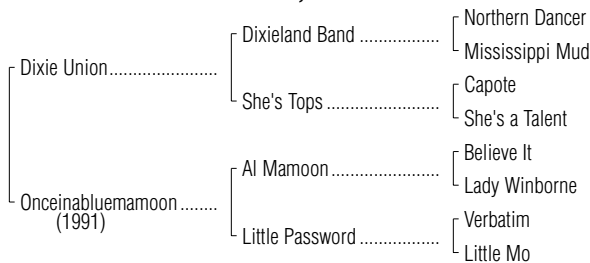 Northern Dancer
Dixieland Band ..................
Mississippi Mud
Dixie Union........................
Capote
She's Tops .........................
She's a Talent
Believe It
Al Mamoon........................
Lady Winborne
Onceinabluemamoon ........
(1991)
Verbatim
Little Password ..................
Little Mo